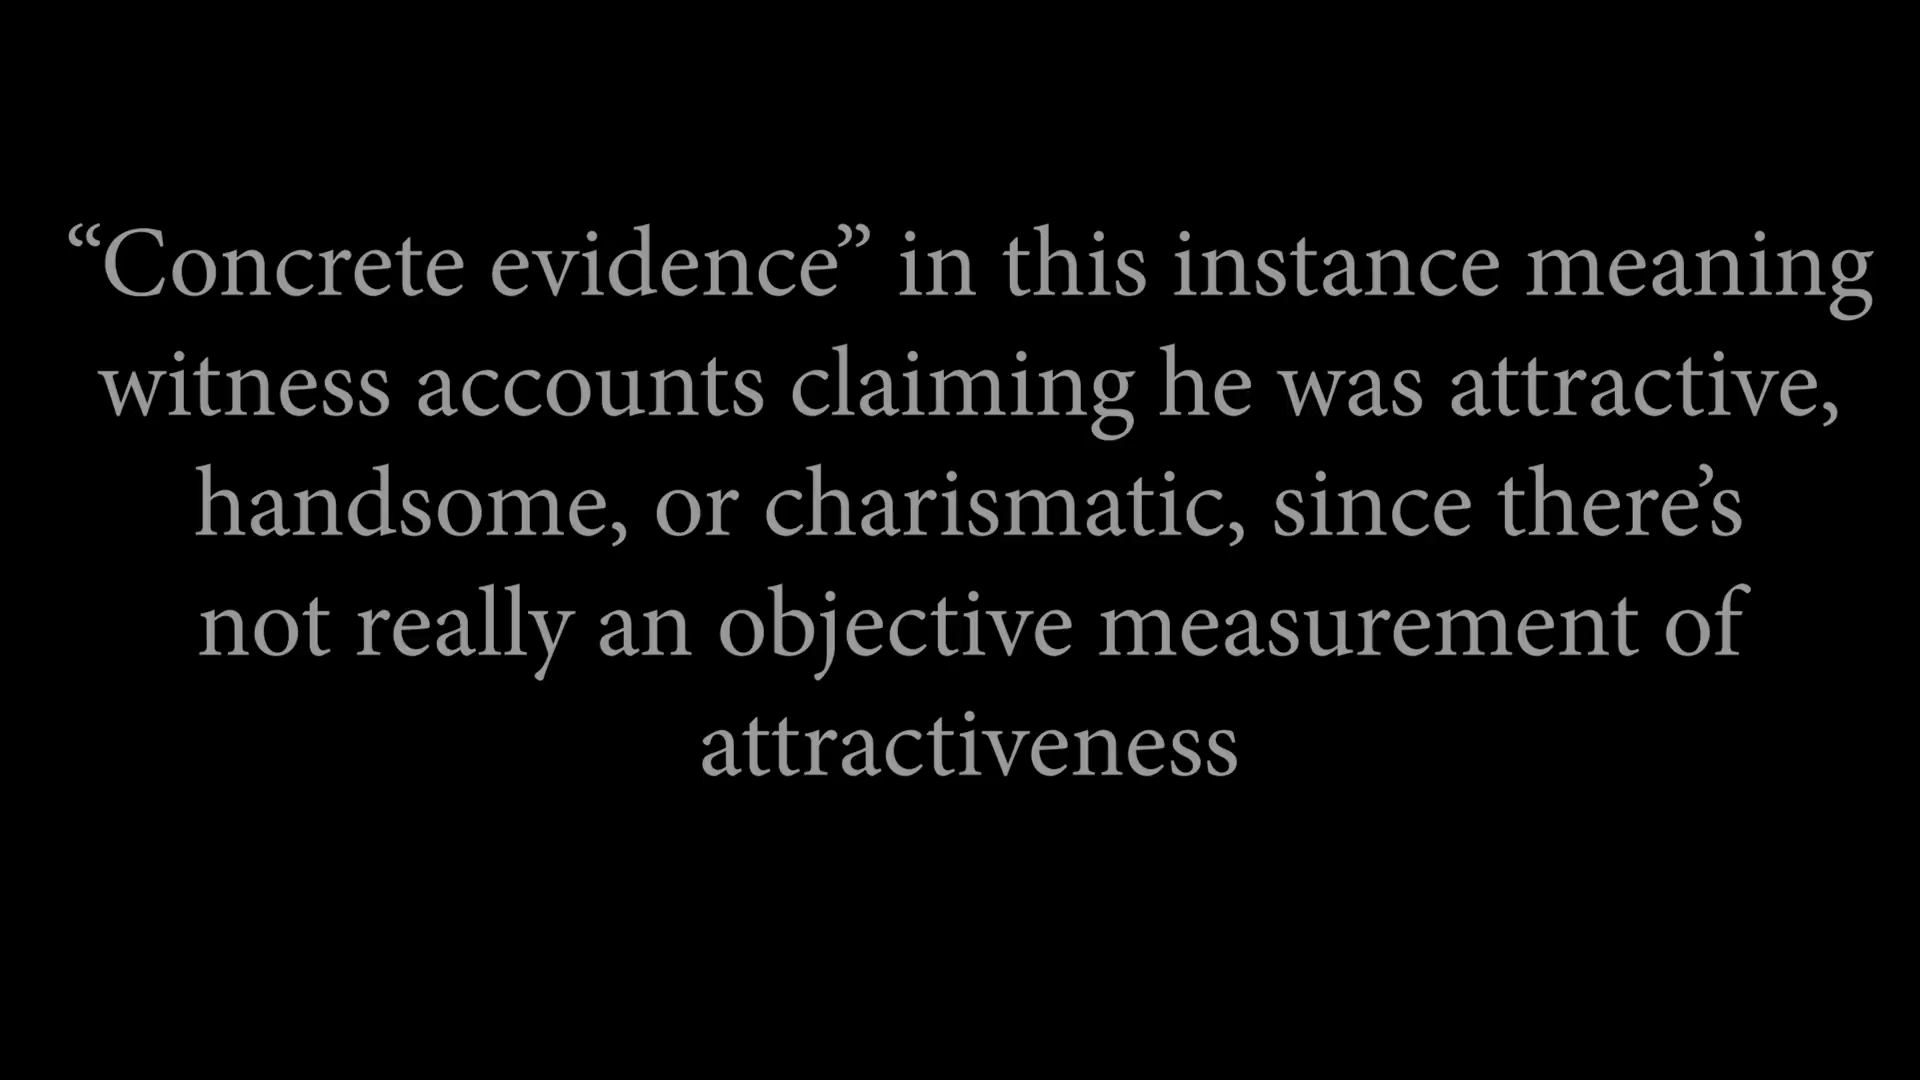 “Concrete evidence” in this instance meaning
witness accounts claiming he was attractive,
handsome, or charismatic, since there’s
not really an objective measurement of
attractiveness